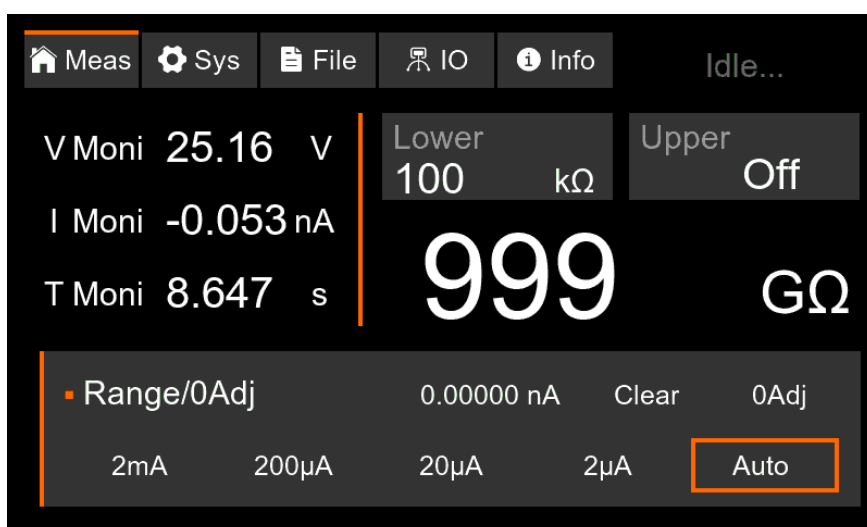 Meas Sys File IO Info Idle...
V Moni 25.16 V
I Moni -0.053 nA
T Moni 8.647 s
Lower Upper
100 kΩ Off
999 GΩ
Range/0Adj 0.00000 nA Clear 0Adj
2mA 200μA 20μA 2μA Auto